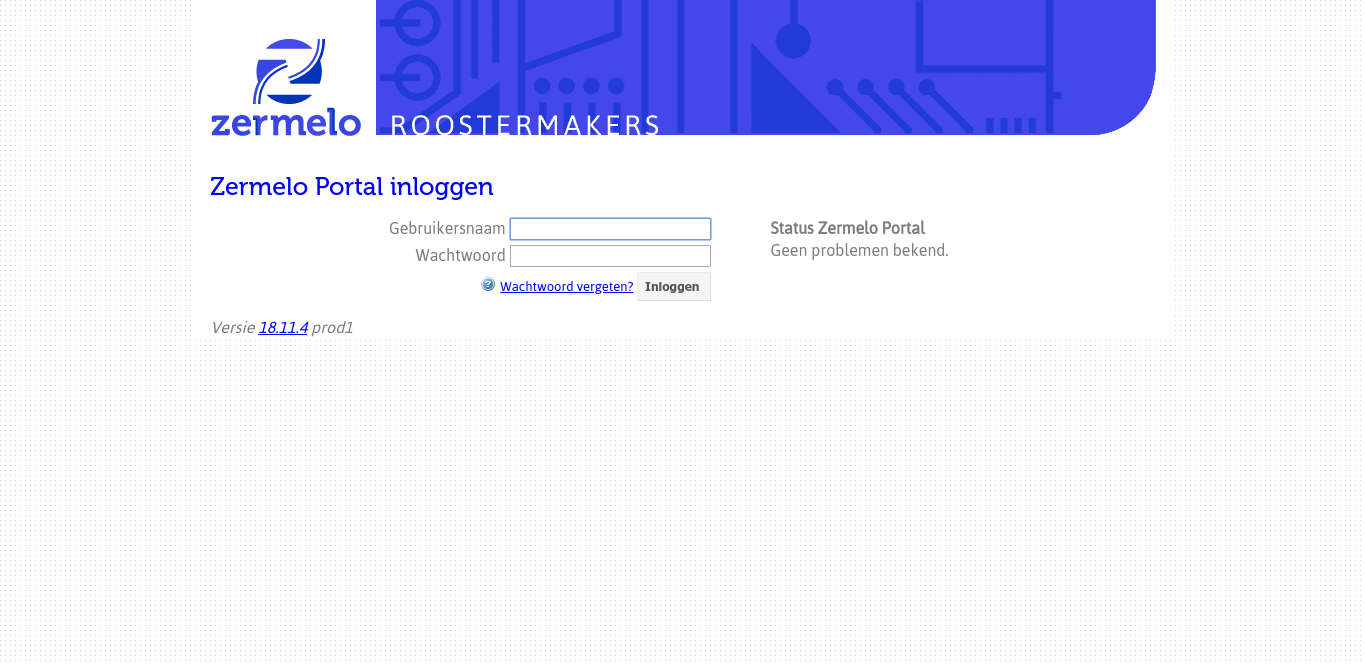 zermelo
ROOSTERMAKERS
Zermelo Portal inloggen
Gebruikersnaam
Wachtwoord
Wachtwoord vergeten? Inloggen
Status Zermelo Portal
Geen problemen bekend.
Versie 18.11.4 prod1